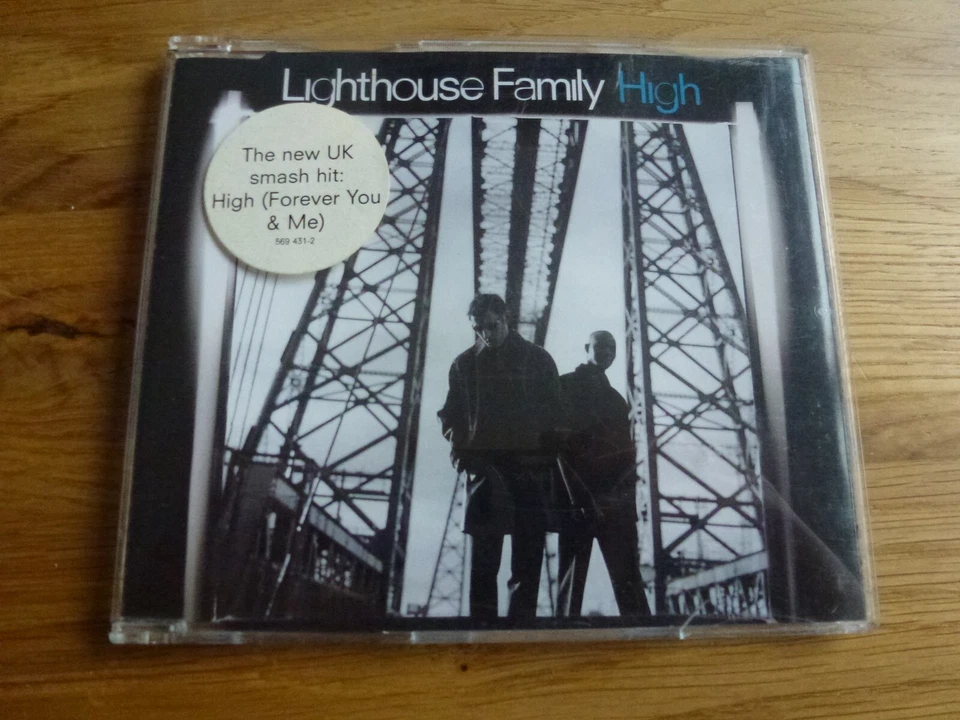 Lighthouse Family High
The new UK
smash hit:
High (Forever You
& Me)
569 431-2